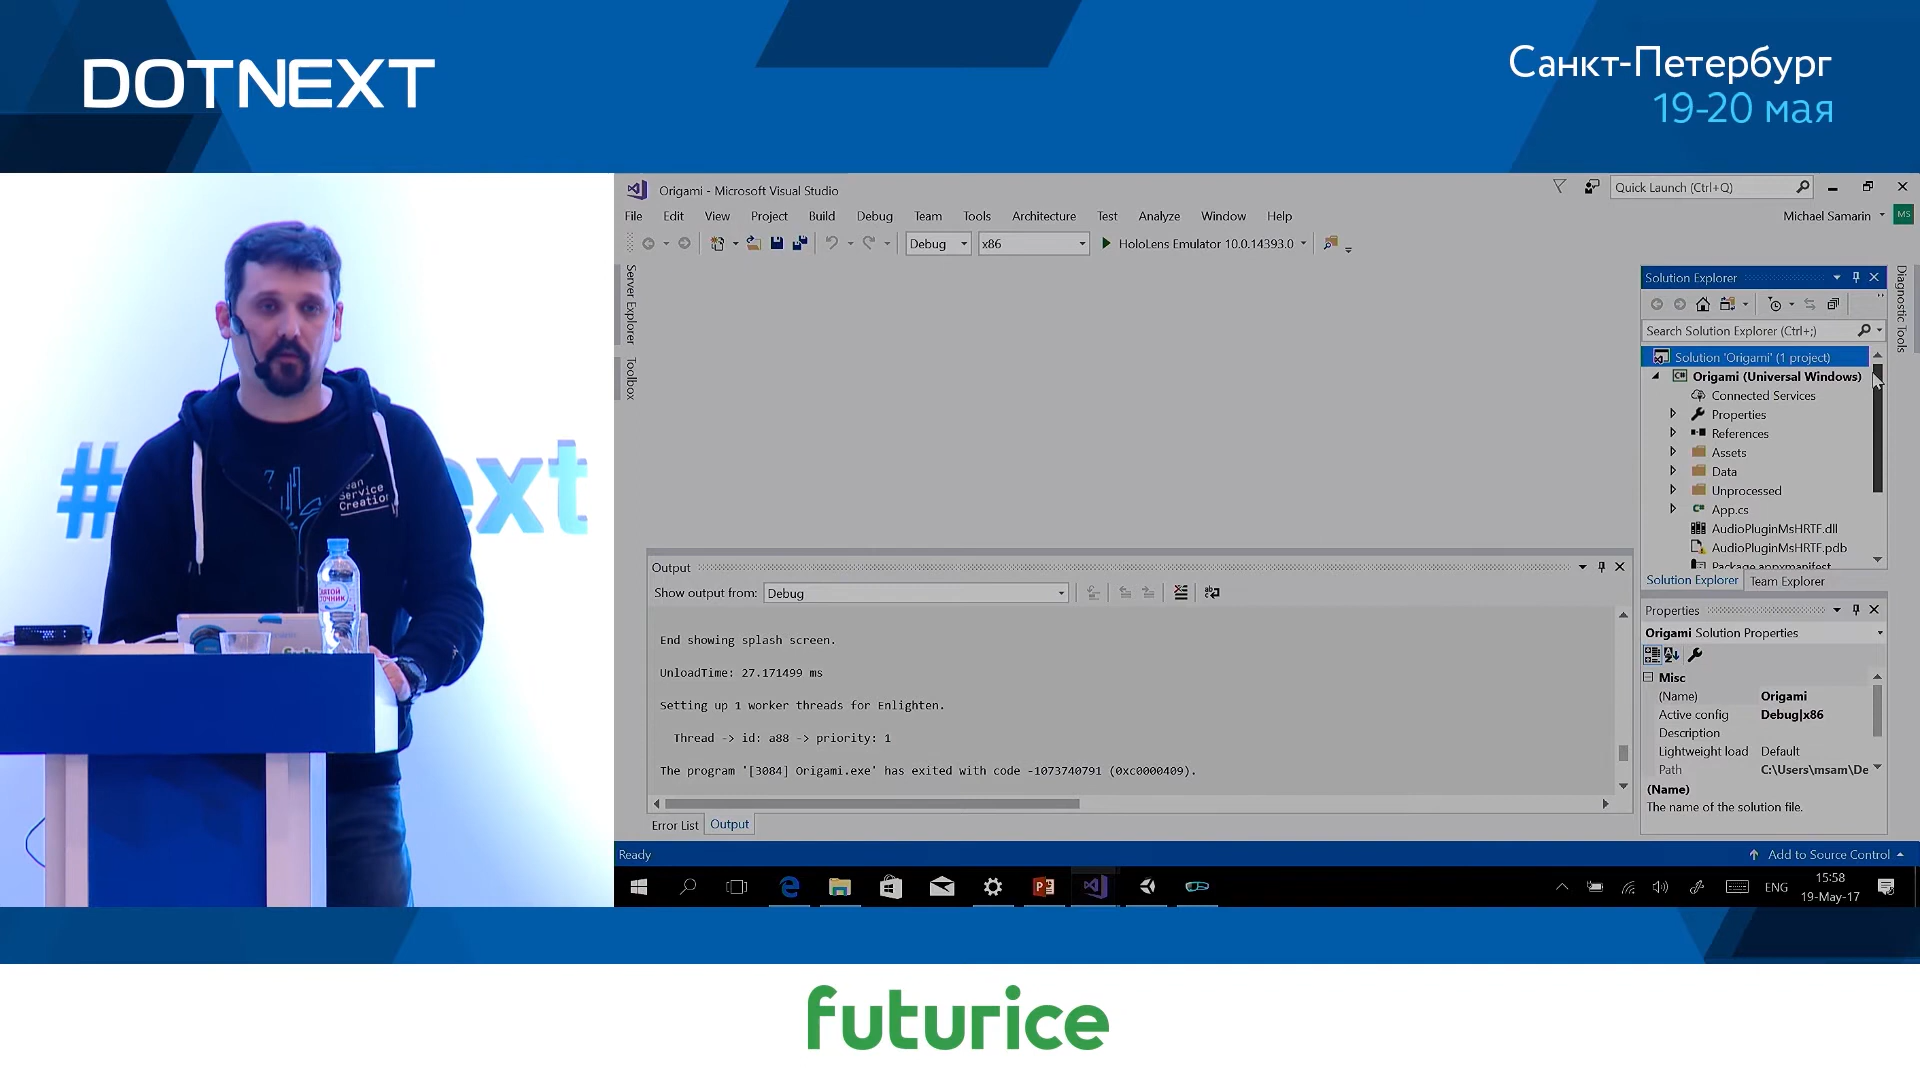 DOTNEXT
Санкт-Петербург
19-20 мая
Service
Creation
Origami - Microsoft Visual Studio
Quick Launch (Ctrl+Q)
File Edit View Project Build Debug Team Tools Architecture Test Analyze Window Help
Michael Samarin
MS
Debug
x86
HoloLens Emulator 10.0.14393.0
Server Explorer
Toolbox
Diagnostic Tools
Solution Explorer
Search Solution Explorer (Ctrl+;)
Solution 'Origami' (1 project)
Origami (Universal Windows)
Connected Services
Properties
References
Assets
Data
Unprocessed
App.cs
AudioPluginMsHRTF.dll
AudioPluginMsHRTF.pdb
Package.appxmanifest
Solution Explorer Team Explorer
Output
Show output from: Debug
End showing splash screen.
UnloadTime: 27.171499 ms
Setting up 1 worker threads for Enlighten.
Thread -> id: a88 -> priority: 1
The program '[3084] Origami.exe' has exited with code -1073740791 (0xc0000409).
Error List Output
Properties
Origami Solution Properties
Misc
(Name) Origami
Active config Debug|x86
Description
Lightweight load Default
Path C:\Users\msam\De
(Name)
The name of the solution file.
Ready
Add to Source Control
ENG
15:58
19-May-17
futurice